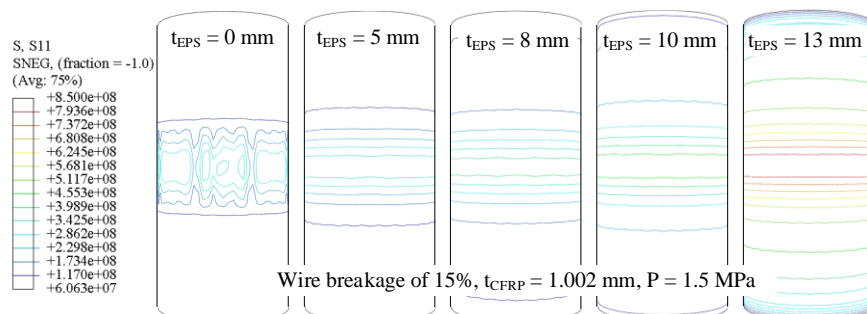 S, S11
SNEG, (fraction = -1.0)
(Avg: 75%)
+8.500e+08
+7.936e+08
+7.372e+08
+6.808e+08
+6.245e+08
+5.681e+08
+5.117e+08
+4.553e+08
+3.989e+08
+3.425e+08
+2.862e+08
+2.298e+08
+1.734e+08
+1.170e+08
+6.063e+07
tEPS = 0 mm
tEPS = 5 mm
tEPS = 8 mm
tEPS = 10 mm
tEPS = 13 mm
Wire breakage of 15%, tCFRP = 1.002 mm, P = 1.5 MPa